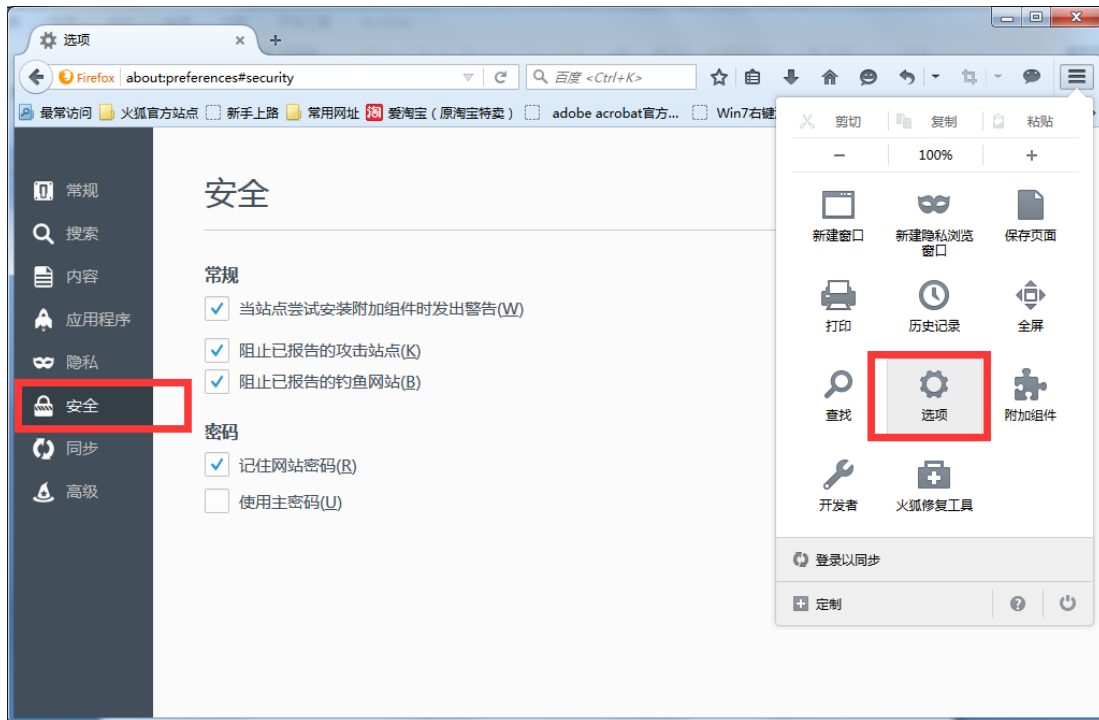 选项
Firefox about:preferences#security
百度 <Ctrl+K>
最常访问 火狐官方站点 新手上路 常用网址 爱淘宝（原淘宝特卖） adobe acrobat官方... Win7右键
常规
搜索
内容
应用程序
隐私
安全
同步
高级
安全
常规
当站点尝试安装附加组件时发出警告(W)
阻止已报告的攻击站点(K)
阻止已报告的钓鱼网站(B)
密码
记住网站密码(R)
使用主密码(U)
剪切 复制 粘贴
− 100% +
新建窗口 新建隐私浏览 保存页面
窗口
打印 历史记录 全屏
查找 选项 附加组件
开发者 火狐修复工具
登录以同步
定制